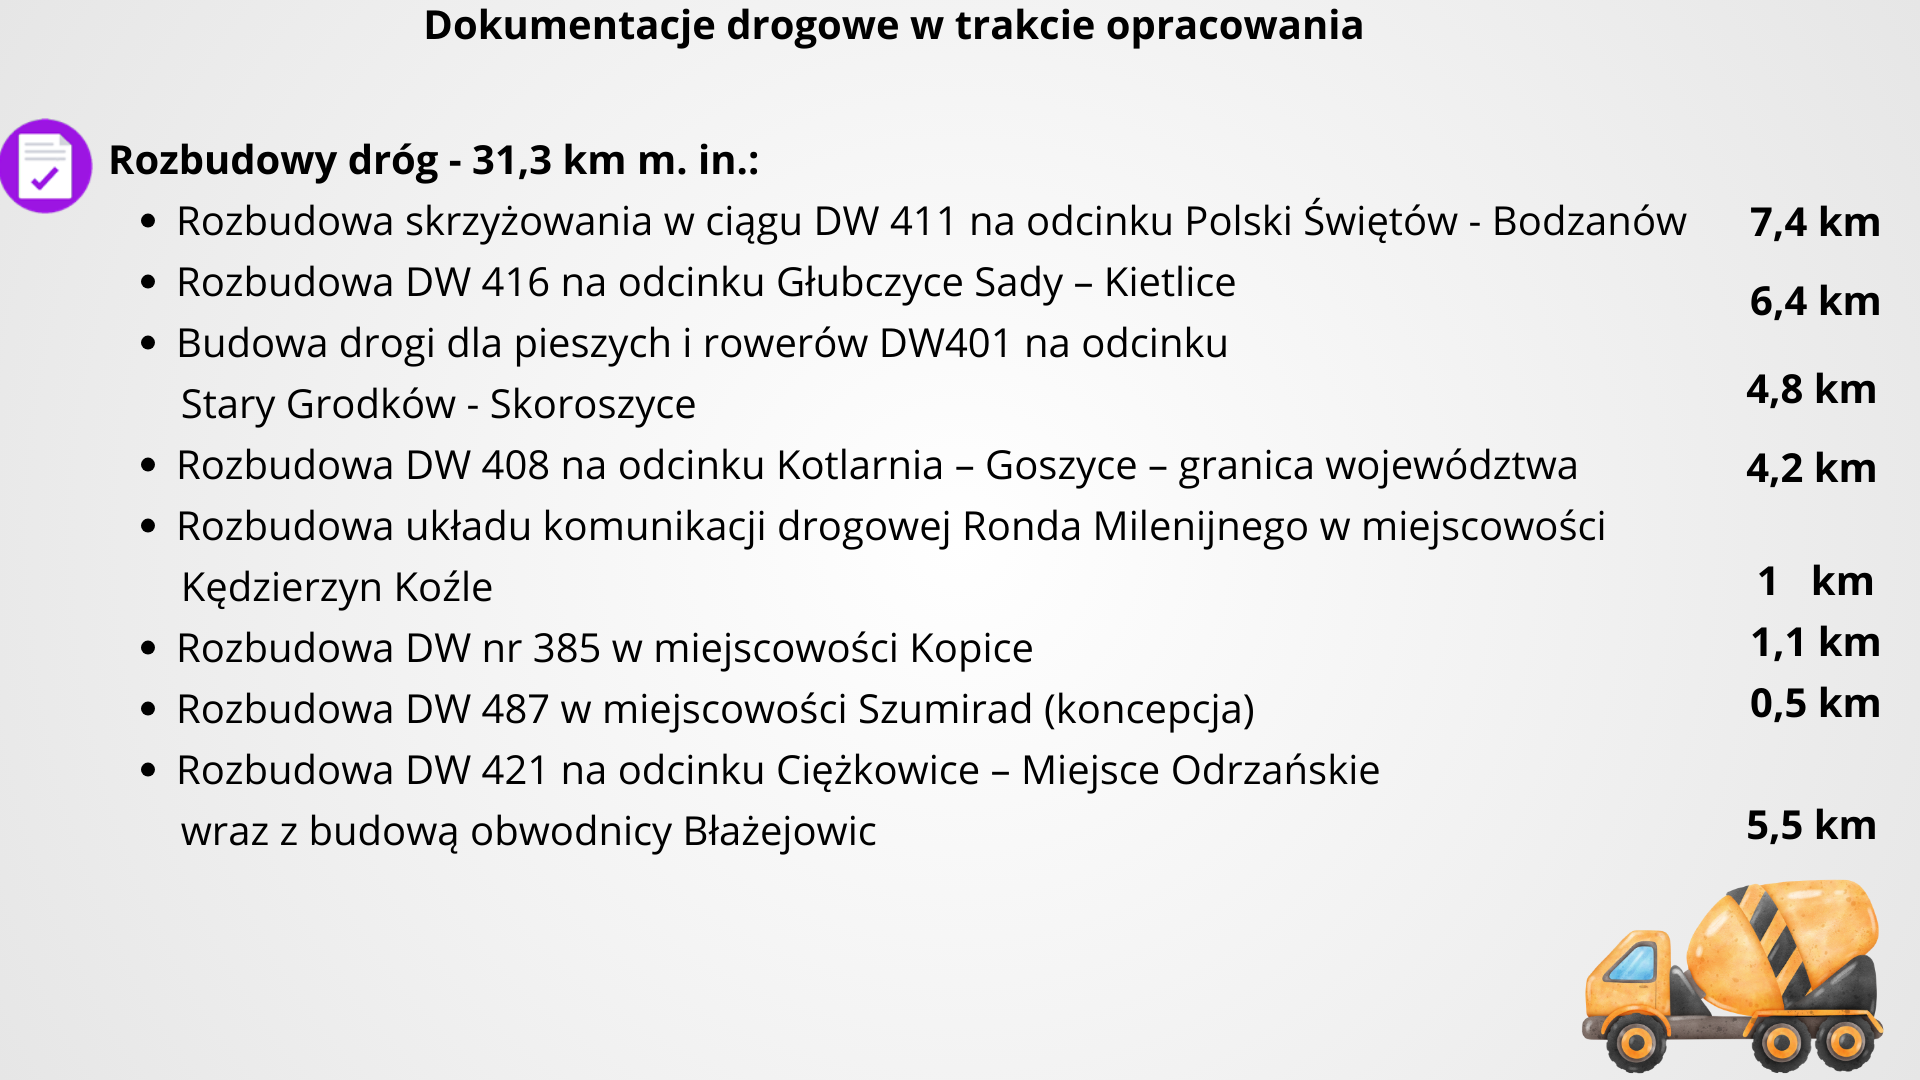 Dokumentacje drogowe w trakcie opracowania
Rozbudowy dróg - 31,3 km m. in.:
Rozbudowa skrzyżowania w ciągu DW 411 na odcinku Polski Świętów - Bodzanów 7,4 km
Rozbudowa DW 416 na odcinku Głubczyce Sady – Kietlice 6,4 km
Budowa drogi dla pieszych i rowerów DW401 na odcinku
Stary Grodków - Skoroszyce 4,8 km
Rozbudowa DW 408 na odcinku Kotlarnia – Goszyce – granica województwa 4,2 km
Rozbudowa układu komunikacji drogowej Ronda Milenijnego w miejscowości
Kędzierzyn Koźle 1 km
Rozbudowa DW nr 385 w miejscowości Kopice 1,1 km
Rozbudowa DW 487 w miejscowości Szumirad (koncepcja) 0,5 km
Rozbudowa DW 421 na odcinku Ciężkowice – Miejsce Odrzańskie
wraz z budową obwodnicy Błażejowic 5,5 km